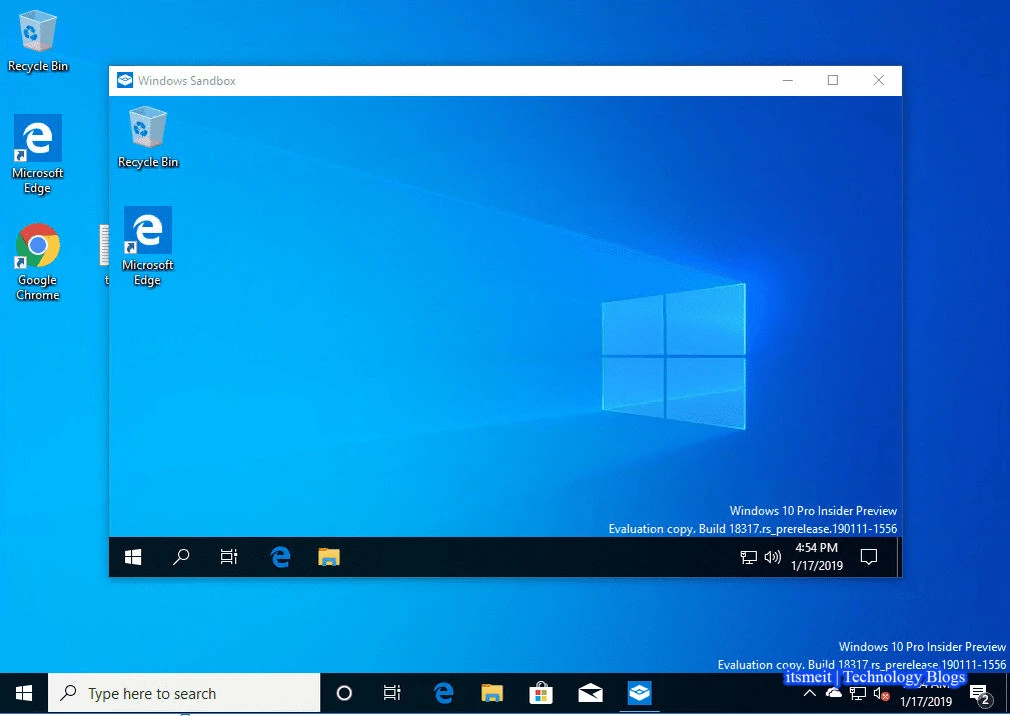 Recycle Bin
Microsoft
Edge
Google
Chrome
t
Windows Sandbox
Recycle Bin
Microsoft
Edge
Windows 10 Pro Insider Preview
Evaluation copy. Build 18317.rs_prerelease.190111-1556
4:54 PM
1/17/2019
Windows 10 Pro Insider Preview
Evaluation copy. Build 18317.rs_prerelease.190111-1556
itsmeit | Technology Blogs
Type here to search
1/17/2019
2